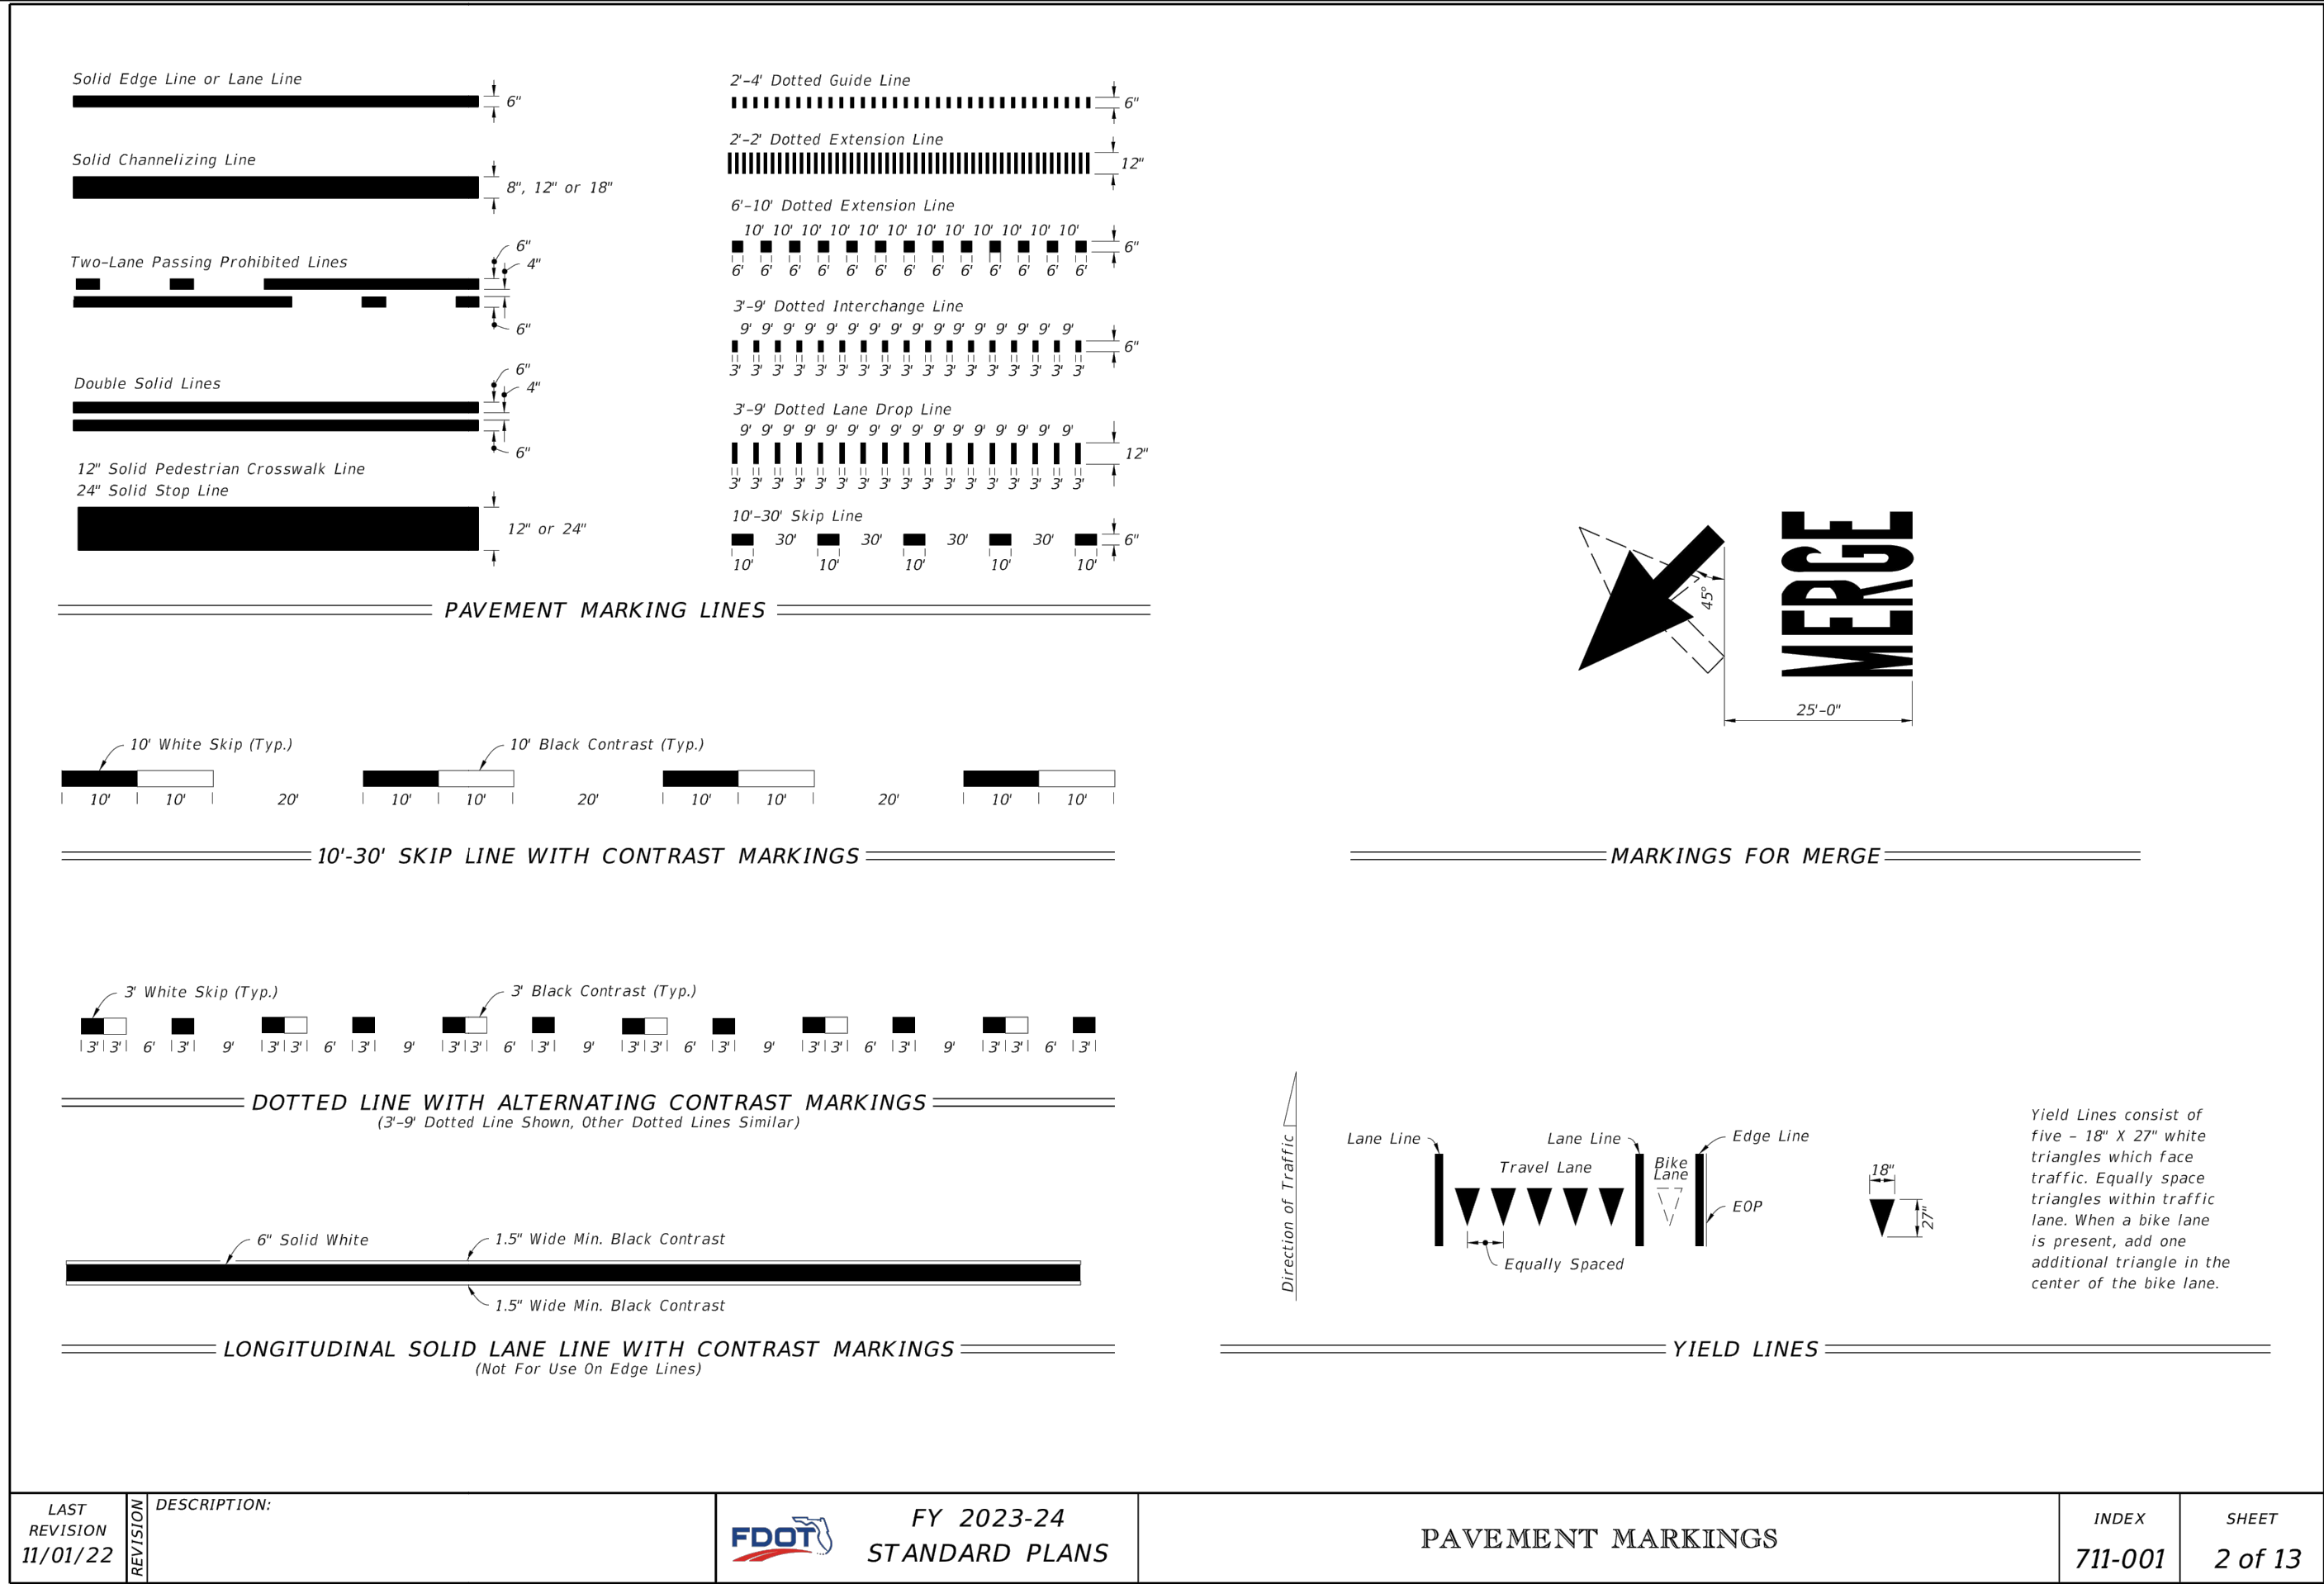 Solid Edge Line or Lane Line
6"
Solid Channelizing Line
8", 12" or 18"
Two-Lane Passing Prohibited Lines
6"
4"
6"
Double Solid Lines
6"
4"
6"
12" Solid Pedestrian Crosswalk Line
24" Solid Stop Line
12" or 24"
2'-4' Dotted Guide Line
6"
2'-2' Dotted Extension Line
12"
6'-10' Dotted Extension Line
10' 10' 10' 10' 10' 10' 10' 10' 10' 10' 10' 10'
6"
6' 6' 6' 6' 6' 6' 6' 6' 6' 6' 6' 6' 6'
3'-9' Dotted Interchange Line
9' 9' 9' 9' 9' 9' 9' 9' 9' 9' 9' 9' 9' 9' 9' 9'
6"
3' 3' 3' 3' 3' 3' 3' 3' 3' 3' 3' 3' 3' 3' 3' 3' 3'
3'-9' Dotted Lane Drop Line
9' 9' 9' 9' 9' 9' 9' 9' 9' 9' 9' 9' 9' 9' 9' 9'
12"
3' 3' 3' 3' 3' 3' 3' 3' 3' 3' 3' 3' 3' 3' 3' 3' 3'
10'-30' Skip Line
30' 30' 30' 30'
6"
10' 10' 10' 10' 10'
PAVEMENT MARKING LINES
45°
MERGE
25'-0"
MARKINGS FOR MERGE
10' White Skip (Typ.)
10' Black Contrast (Typ.)
10' 10' 20' 10' 10' 20' 10' 10' 20' 10' 10'
10'-30' SKIP LINE WITH CONTRAST MARKINGS
3' White Skip (Typ.)
3' Black Contrast (Typ.)
3' 3' 6' 3' 9' 3' 3' 6' 3' 9' 3' 3' 6' 3' 9' 3' 3' 6' 3' 9' 3' 3' 6' 3' 9' 3' 3' 6' 3'
DOTTED LINE WITH ALTERNATING CONTRAST MARKINGS
(3'-9' Dotted Line Shown, Other Dotted Lines Similar)
6" Solid White
1.5" Wide Min. Black Contrast
1.5" Wide Min. Black Contrast
LONGITUDINAL SOLID LANE LINE WITH CONTRAST MARKINGS
(Not For Use On Edge Lines)
Direction of Traffic
Lane Line
Lane Line
Edge Line
Travel Lane
Bike
Lane
EOP
Equally Spaced
18"
27"
Yield Lines consist of
five - 18" X 27" white
triangles which face
traffic. Equally space
triangles within traffic
lane. When a bike lane
is present, add one
additional triangle in the
center of the bike lane.
YIELD LINES
LAST
REVISION
11/01/22
REVISION
DESCRIPTION:
FDOT
FY 2023-24
STANDARD PLANS
PAVEMENT MARKINGS
INDEX
711-001
SHEET
2 of 13